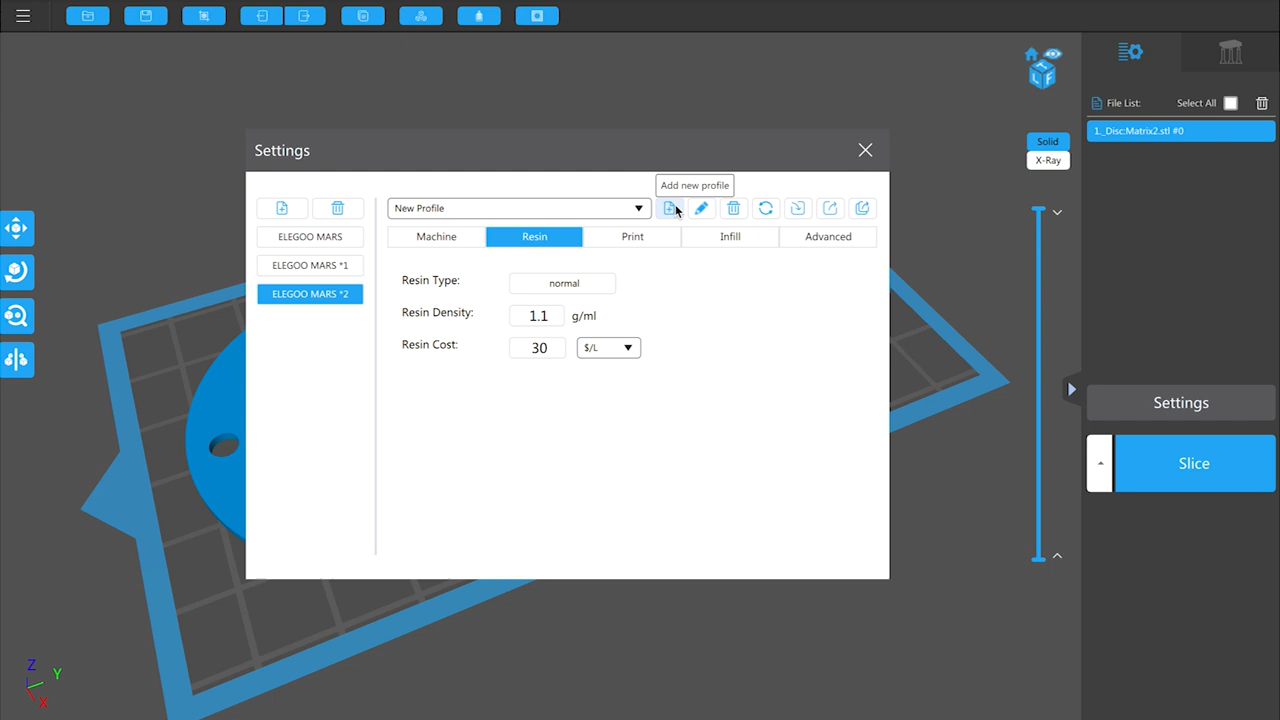 File List:
Select All
1._Disc:Matrix2.stl #0
Solid
X-Ray
Settings
Add new profile
New Profile
ELEGOO MARS
ELEGOO MARS *1
ELEGOO MARS *2
Machine
Resin
Print
Infill
Advanced
Resin Type:
normal
Resin Density:
1.1
g/ml
Resin Cost:
30
$/L
Settings
Slice
T
L
F
Z
Y
X